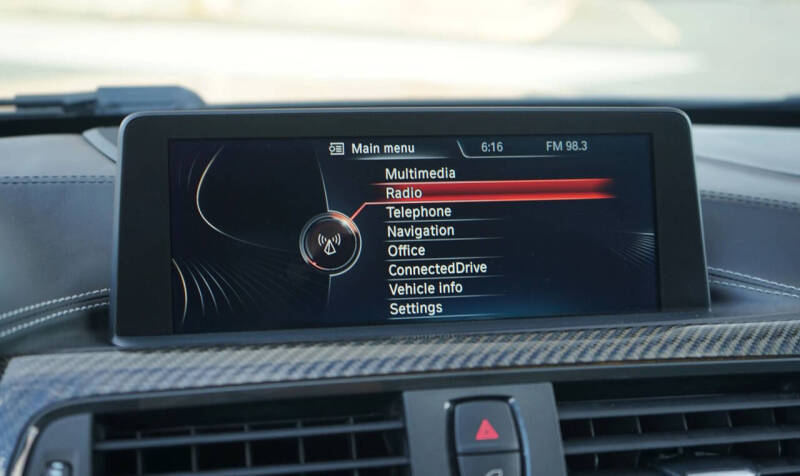 Main menu 6:16 FM 98.3
Multimedia
Radio
Telephone
Navigation
Office
ConnectedDrive
Vehicle info
Settings